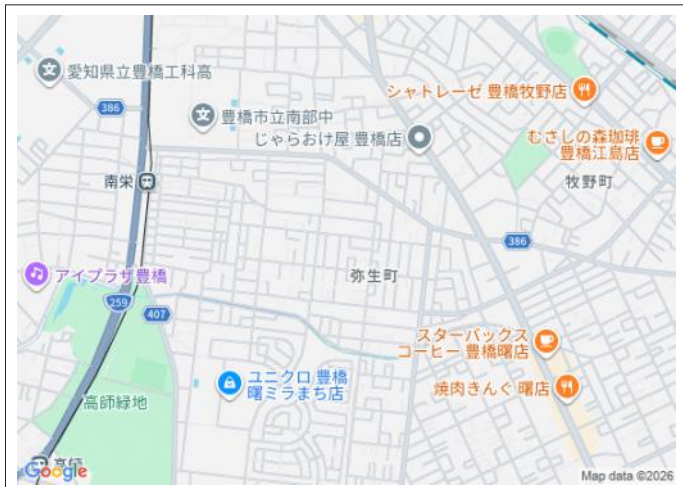 愛知県立豊橋工科高
386
豊橋市立南部中
じゃらおけ屋 豊橋店
シャトレーゼ 豊橋牧野店
むさしの森珈琲
豊橋江島店
牧野町
南栄
386
アイプラザ豊橋
弥生町
259
407
スターバックス
コーヒー 豊橋曙店
ユニクロ 豊橋
曙ミラまち店
焼肉きんぐ 曙店
高師緑地
高師
Google
Map data ©2026